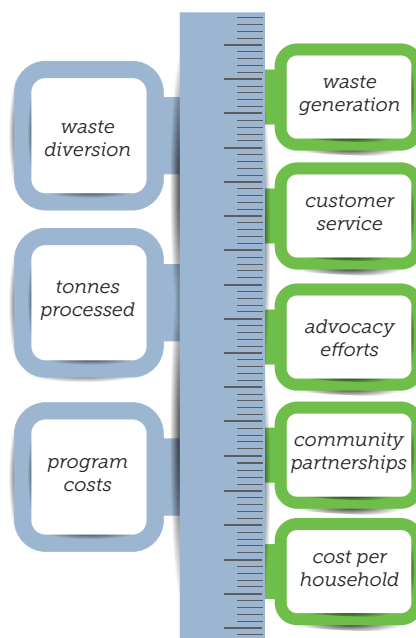 waste
diversion
tonnes
processed
program
costs
waste
generation
customer
service
advocacy
efforts
community
partnerships
cost per
household